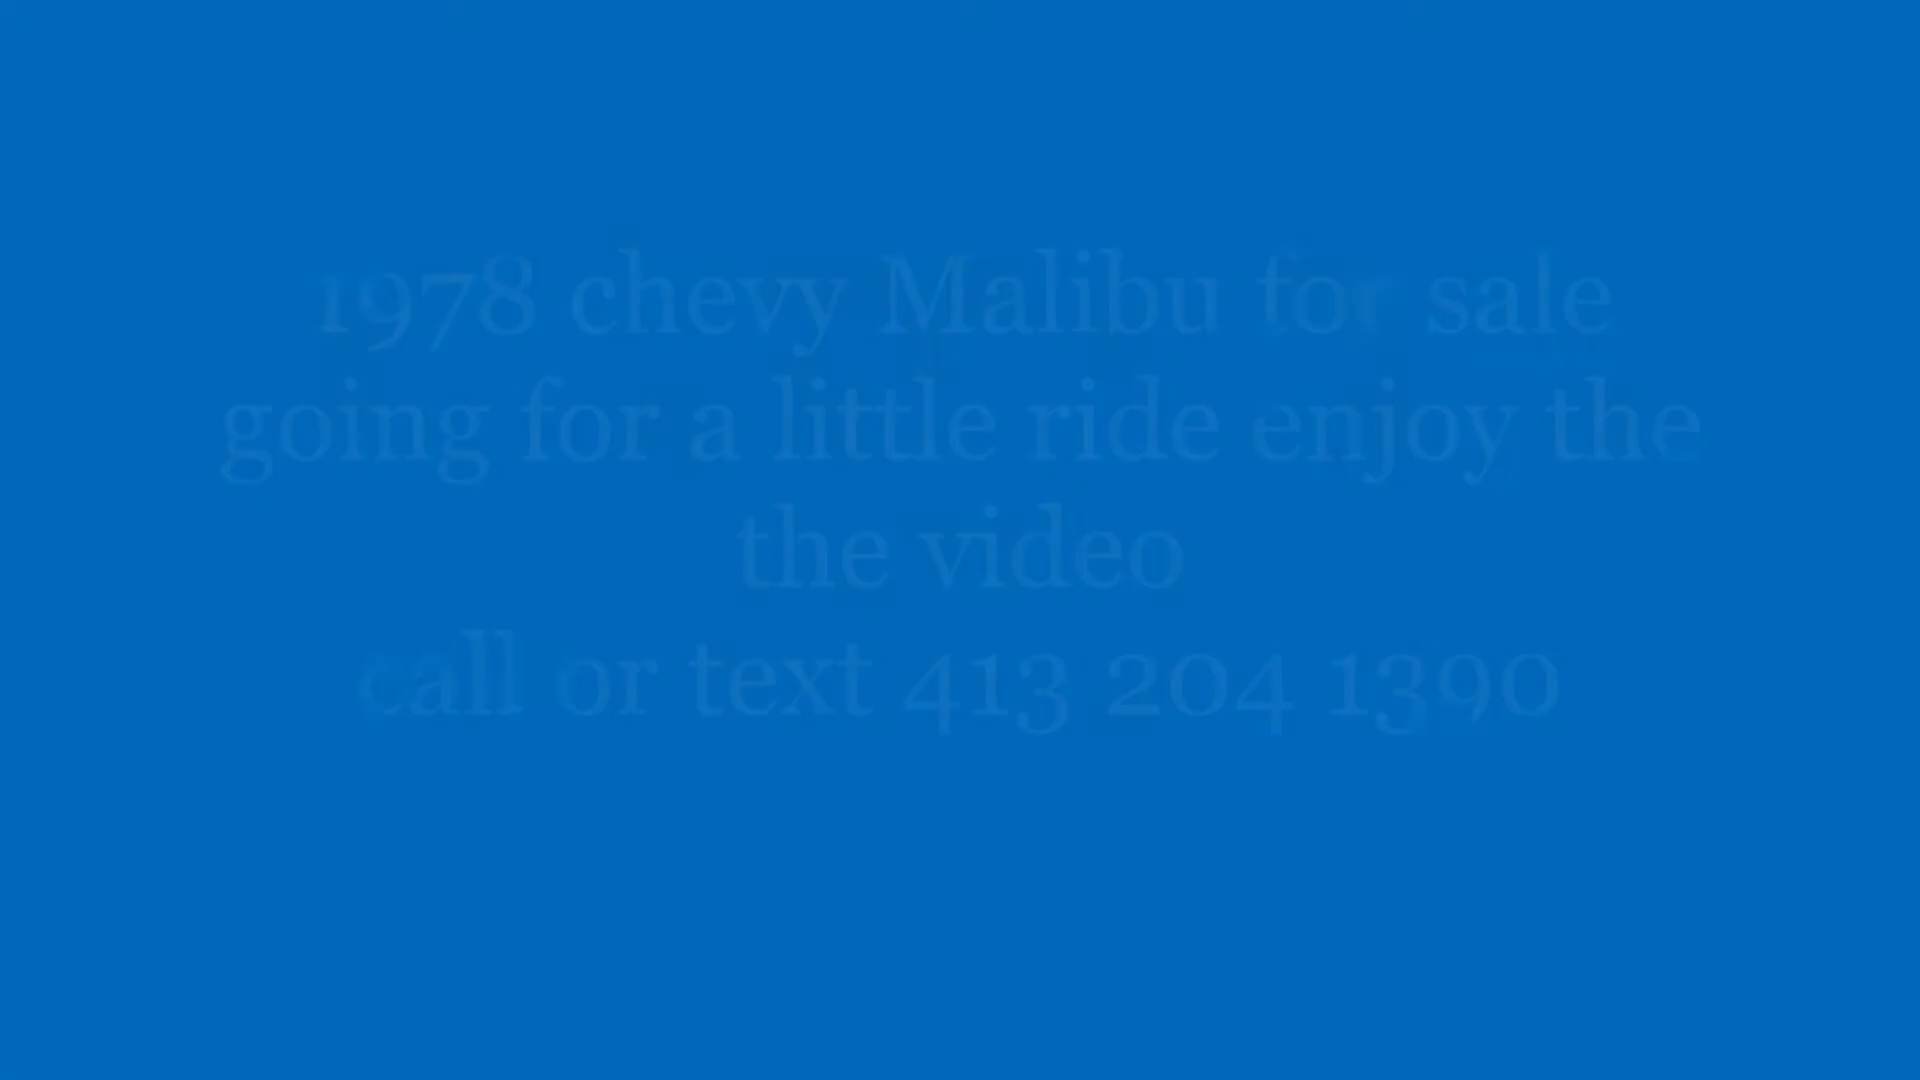 1978 chevy Malibu for sale
going for a little ride enjoy the
the video
call or text 413 204 1390